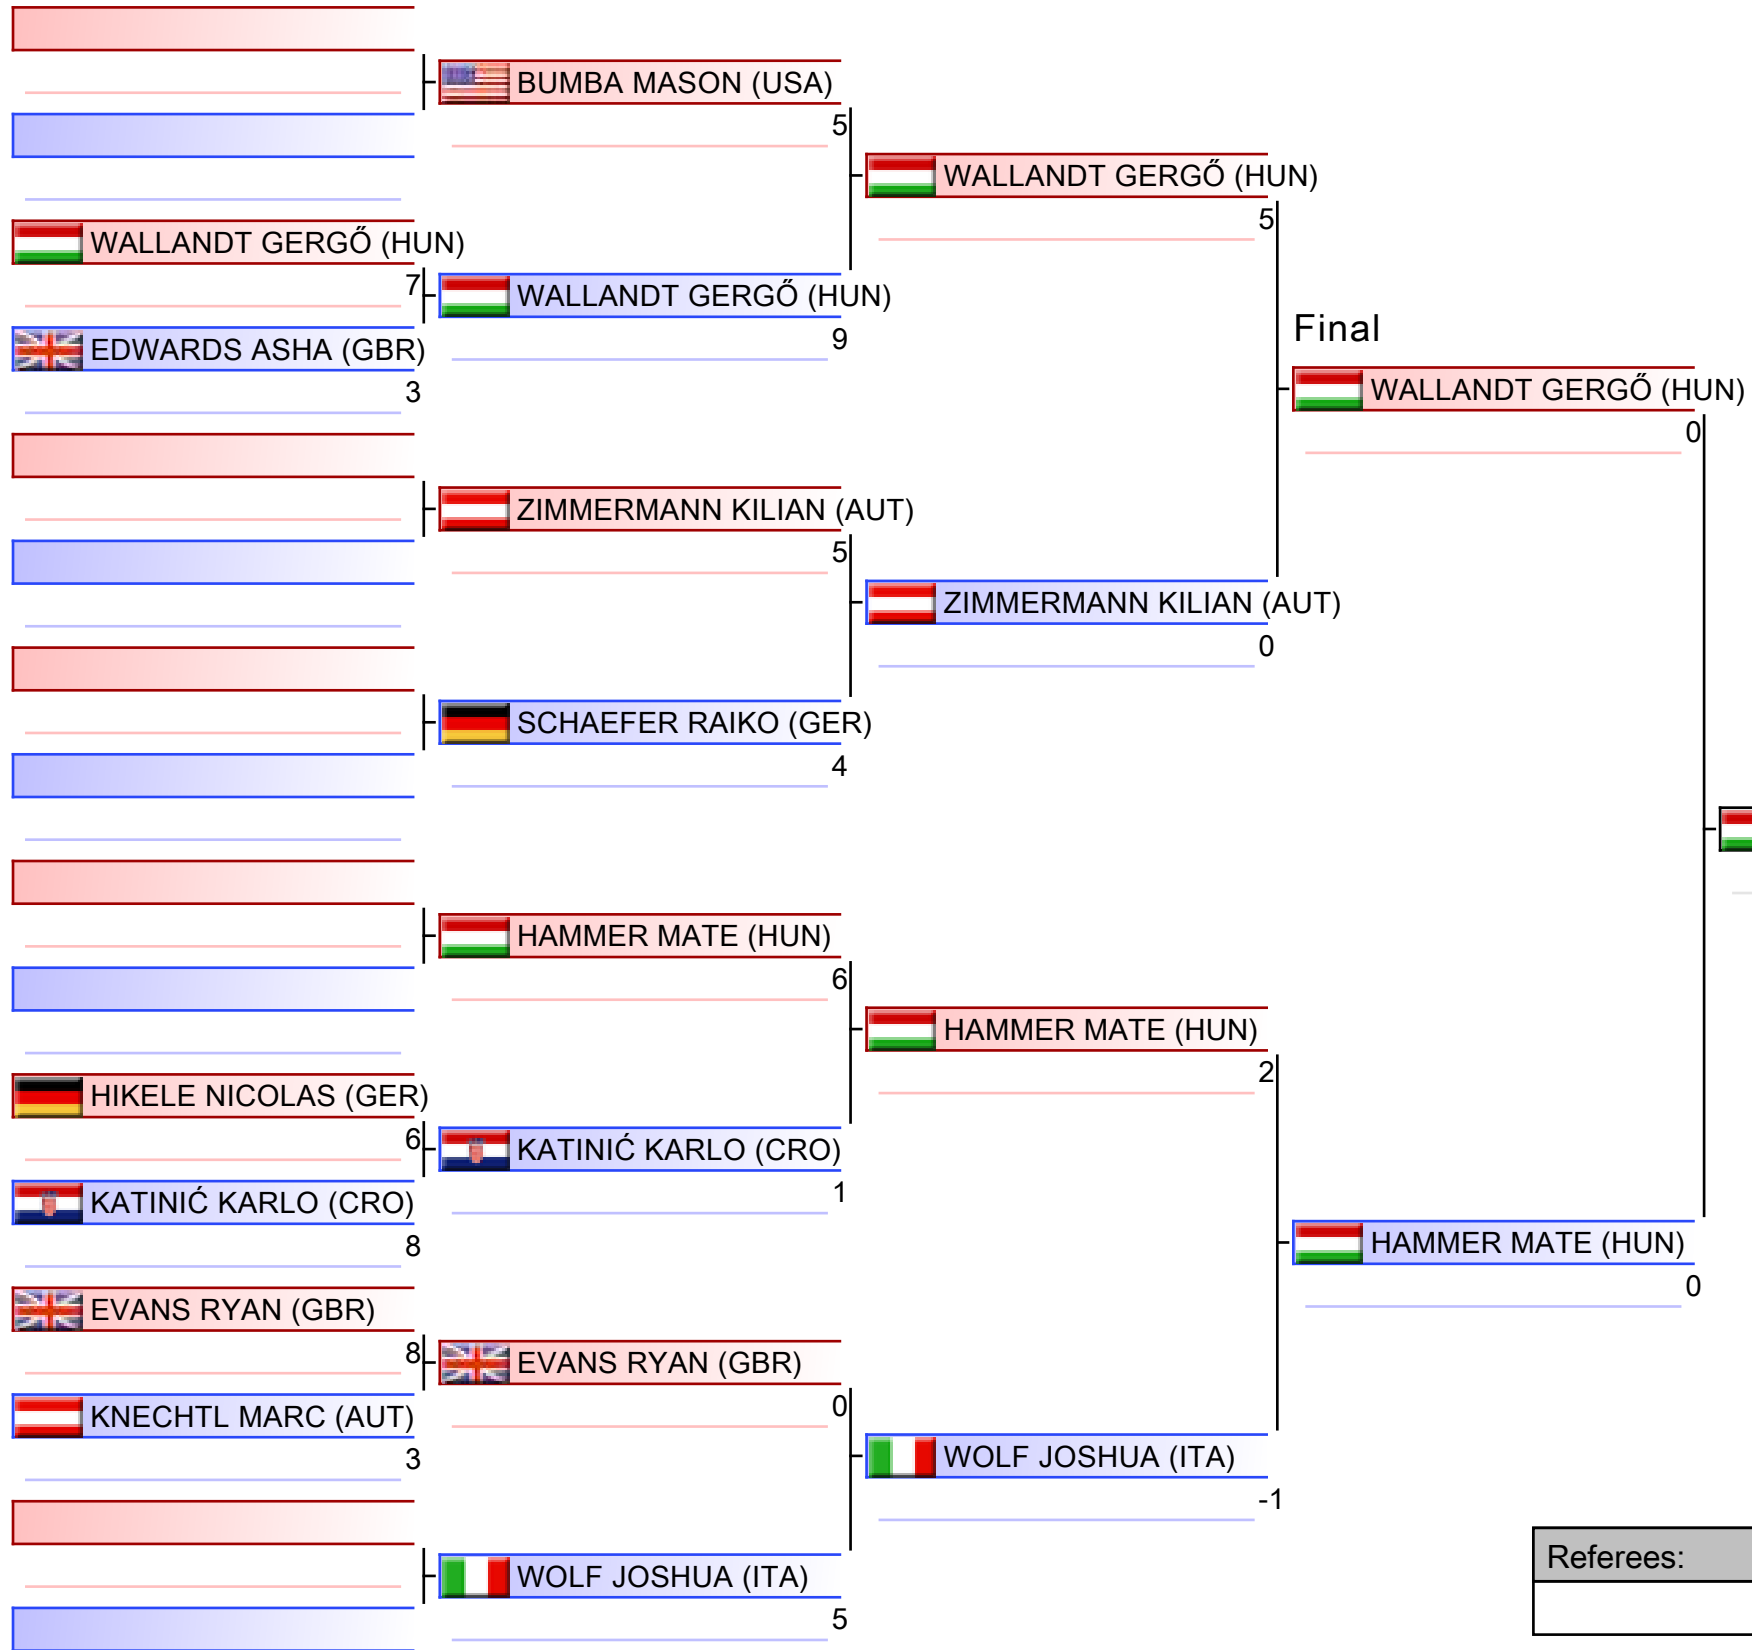 BUMBA MASON (USA)
5
WALLANDT GERGŐ (HUN)
5
WALLANDT GERGŐ (HUN)
7
WALLANDT GERGŐ (HUN)
9
EDWARDS ASHA (GBR)
3
Final
WALLANDT GERGŐ (HUN)
0
ZIMMERMANN KILIAN (AUT)
5
ZIMMERMANN KILIAN (AUT)
0
SCHAEFER RAIKO (GER)
4
HAMMER MATE (HUN)
6
HAMMER MATE (HUN)
2
HIKELE NICOLAS (GER)
6
KATINIĆ KARLO (CRO)
1
KATINIĆ KARLO (CRO)
8
HAMMER MATE (HUN)
0
EVANS RYAN (GBR)
8
EVANS RYAN (GBR)
0
KNECHTL MARC (AUT)
3
WOLF JOSHUA (ITA)
-1
WOLF JOSHUA (ITA)
5
Referees: